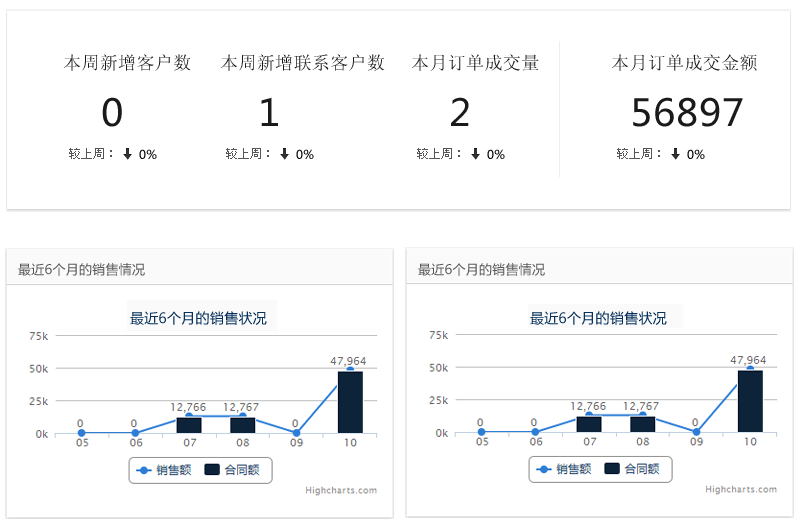 本周新增客户数 本周新增联系客户数 本月订单成交量 本月订单成交金额
0 1 2 56897
较上周： 0% 较上周： 0% 较上周： 0% 较上周： 0%
最近6个月的销售情况
最近6个月的销售状况
75k
50k
25k
0k
0 0 12,766 12,767 0 47,964
05 06 07 08 09 10
销售额 合同额
Highcharts.com
最近6个月的销售情况
最近6个月的销售状况
75k
50k
25k
0k
0 0 12,766 12,767 0 47,964
05 06 07 08 09 10
销售额 合同额
Highcharts.com